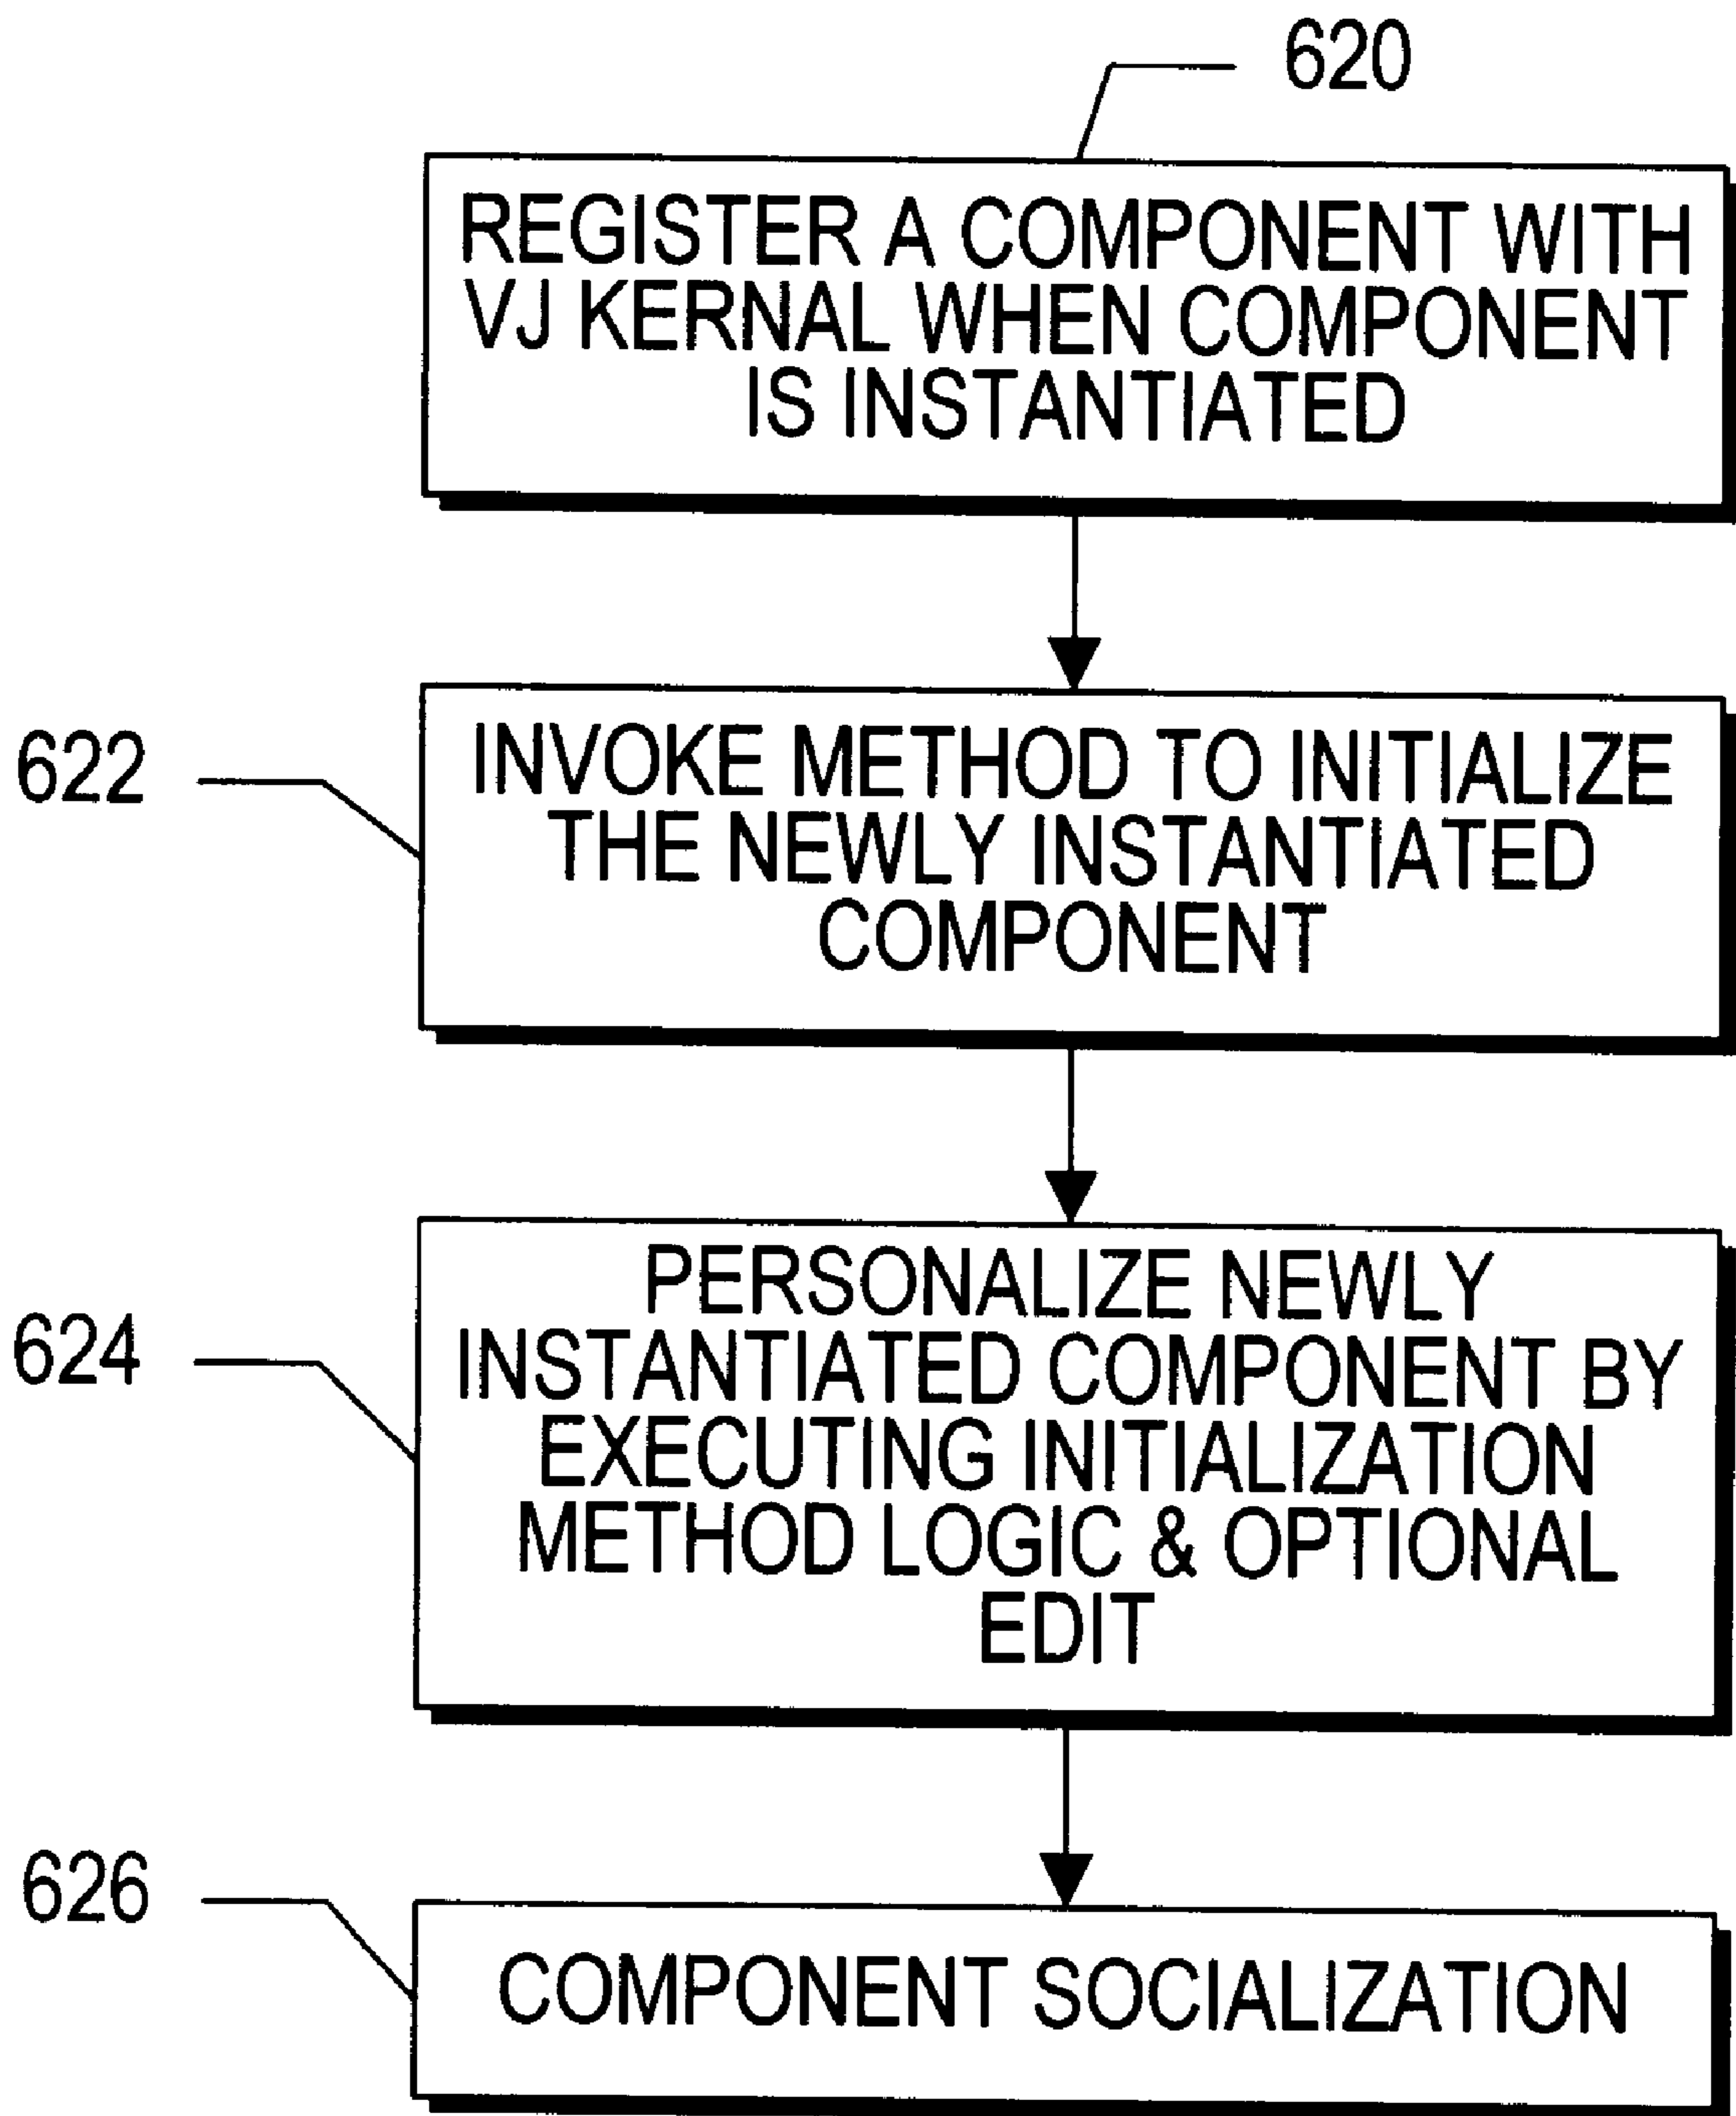 620
REGISTER A COMPONENT WITH
VJ KERNAL WHEN COMPONENT
IS INSTANTIATED
622
INVOKE METHOD TO INITIALIZE
THE NEWLY INSTANTIATED
COMPONENT
624
PERSONALIZE NEWLY
INSTANTIATED COMPONENT BY
EXECUTING INITIALIZATION
METHOD LOGIC & OPTIONAL
EDIT
626
COMPONENT SOCIALIZATION